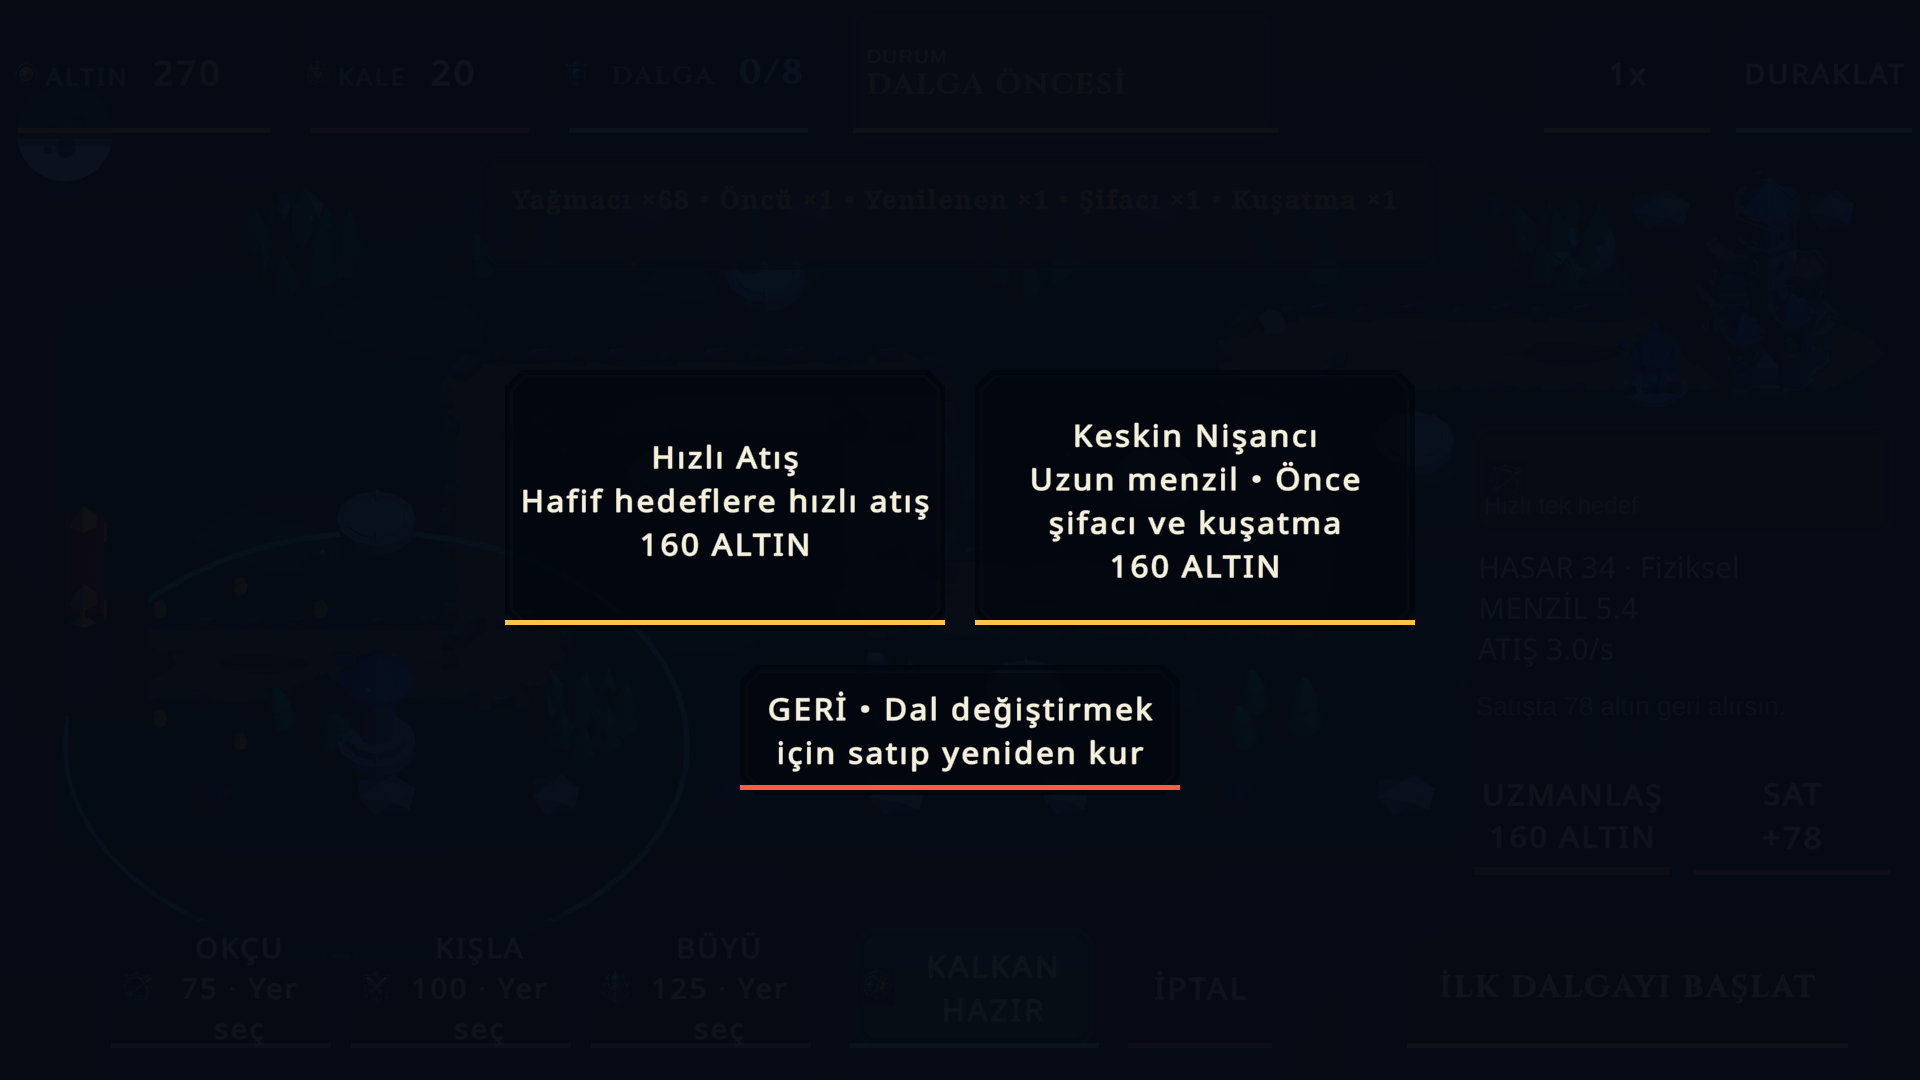 ALTIN 270
KALE 20
DALGA 0/8
DURUM
DALGA ÖNCESİ
1x
DURAKLAT
Yağmacı ×68 • Öncü ×1 • Yenilenen ×1 • Şifacı ×1 • Kuşatma ×1
Hızlı Atış
Hafif hedeflere hızlı atış
160 ALTIN
Keskin Nişancı
Uzun menzil • Önce
şifacı ve kuşatma
160 ALTIN
GERİ • Dal değiştirmek
için satıp yeniden kur
Hızlı tek hedef
HASAR 34 · Fiziksel
MENZİL 5.4
ATIŞ 3.0/s
Satışta 78 altın geri alırsın.
UZMANLAŞ
160 ALTIN
SAT
+78
OKÇU
75 · Yer
seç
KIŞLA
100 · Yer
seç
BÜYÜ
125 · Yer
seç
KALKAN
HAZIR
İPTAL
İLK DALGAYI BAŞLAT